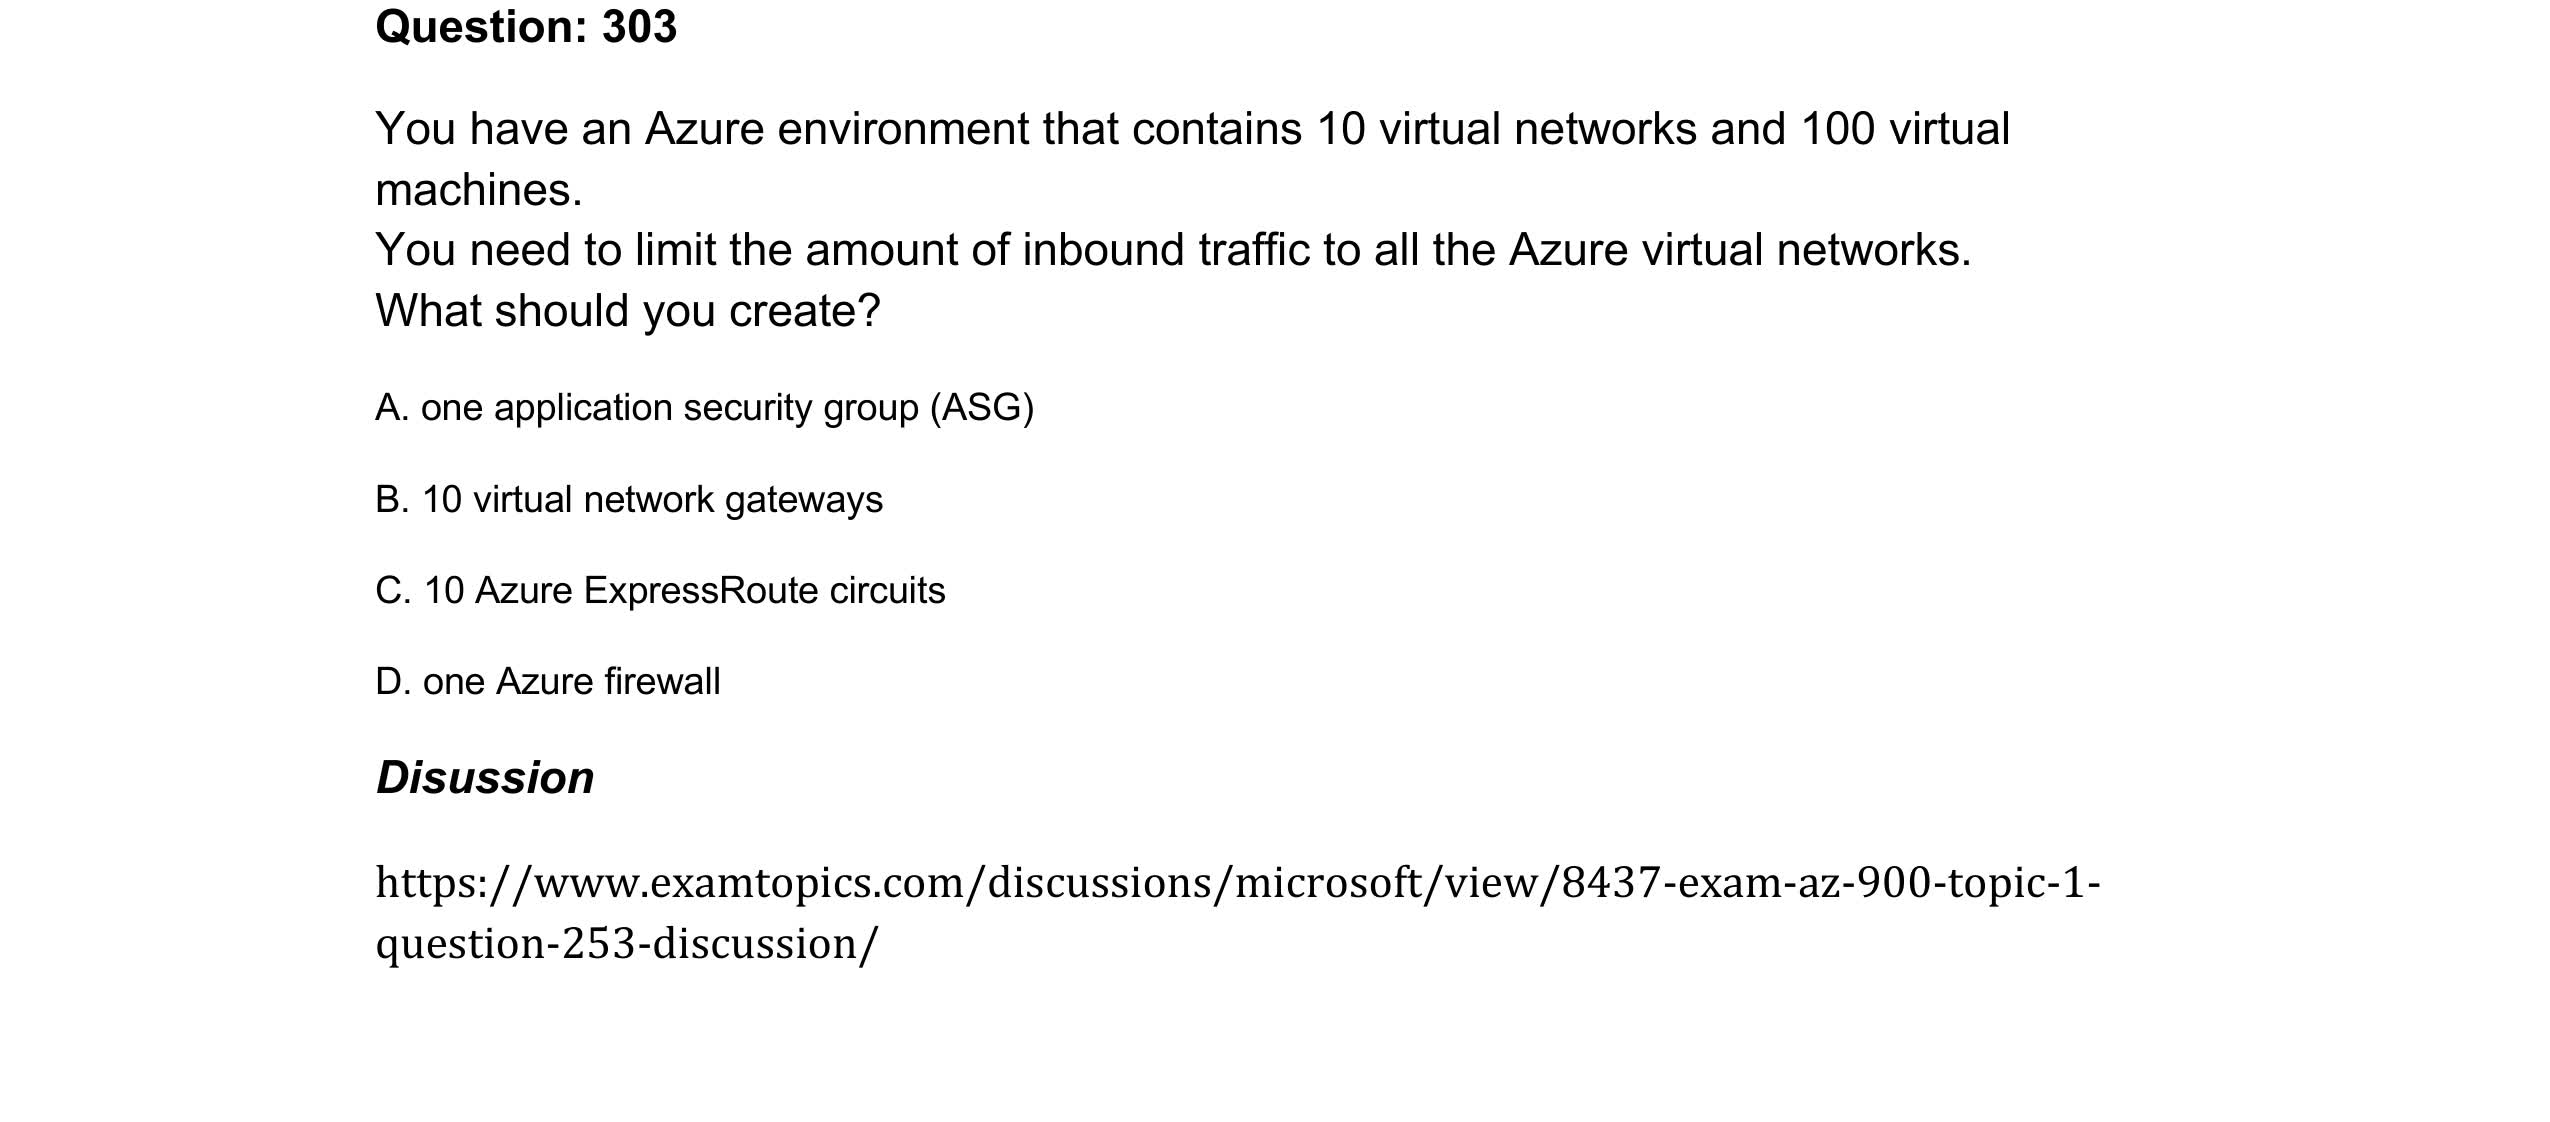 Question: 303
You have an Azure environment that contains 10 virtual networks and 100 virtual
machines.
You need to limit the amount of inbound traffic to all the Azure virtual networks.
What should you create?
A. one application security group (ASG)
B. 10 virtual network gateways
C. 10 Azure ExpressRoute circuits
D. one Azure firewall
Disussion
https://www.examtopics.com/discussions/microsoft/view/8437-exam-az-900-topic-1-
question-253-discussion/